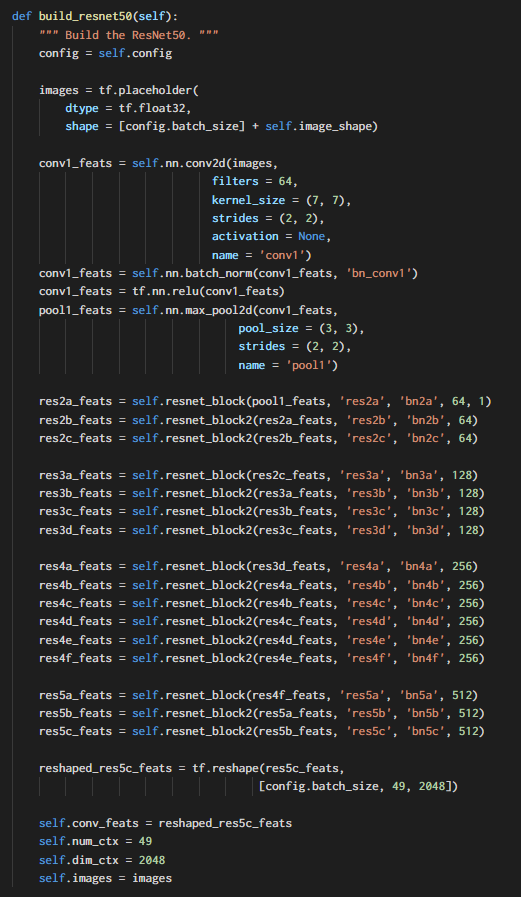 def build_resnet50(self):
    """ Build the ResNet50. """
    config = self.config

    images = tf.placeholder(
        dtype = tf.float32,
        shape = [config.batch_size] + self.image_shape)

    conv1_feats = self.nn.conv2d(images,
                              filters = 64,
                              kernel_size = (7, 7),
                              strides = (2, 2),
                              activation = None,
                              name = 'conv1')
    conv1_feats = self.nn.batch_norm(conv1_feats, 'bn_conv1')
    conv1_feats = tf.nn.relu(conv1_feats)
    pool1_feats = self.nn.max_pool2d(conv1_feats,
                                  pool_size = (3, 3),
                                  strides = (2, 2),
                                  name = 'pool1')

    res2a_feats = self.resnet_block(pool1_feats, 'res2a', 'bn2a', 64, 1)
    res2b_feats = self.resnet_block2(res2a_feats, 'res2b', 'bn2b', 64)
    res2c_feats = self.resnet_block2(res2b_feats, 'res2c', 'bn2c', 64)

    res3a_feats = self.resnet_block(res2c_feats, 'res3a', 'bn3a', 128)
    res3b_feats = self.resnet_block2(res3a_feats, 'res3b', 'bn3b', 128)
    res3c_feats = self.resnet_block2(res3b_feats, 'res3c', 'bn3c', 128)
    res3d_feats = self.resnet_block2(res3c_feats, 'res3d', 'bn3d', 128)

    res4a_feats = self.resnet_block(res3d_feats, 'res4a', 'bn4a', 256)
    res4b_feats = self.resnet_block2(res4a_feats, 'res4b', 'bn4b', 256)
    res4c_feats = self.resnet_block2(res4b_feats, 'res4c', 'bn4c', 256)
    res4d_feats = self.resnet_block2(res4c_feats, 'res4d', 'bn4d', 256)
    res4e_feats = self.resnet_block2(res4d_feats, 'res4e', 'bn4e', 256)
    res4f_feats = self.resnet_block2(res4e_feats, 'res4f', 'bn4f', 256)

    res5a_feats = self.resnet_block(res4f_feats, 'res5a', 'bn5a', 512)
    res5b_feats = self.resnet_block2(res5a_feats, 'res5b', 'bn5b', 512)
    res5c_feats = self.resnet_block2(res5b_feats, 'res5c', 'bn5c', 512)

    reshaped_res5c_feats = tf.reshape(res5c_feats,
                                     [config.batch_size, 49, 2048])

    self.conv_feats = reshaped_res5c_feats
    self.num_ctx = 49
    self.dim_ctx = 2048
    self.images = images